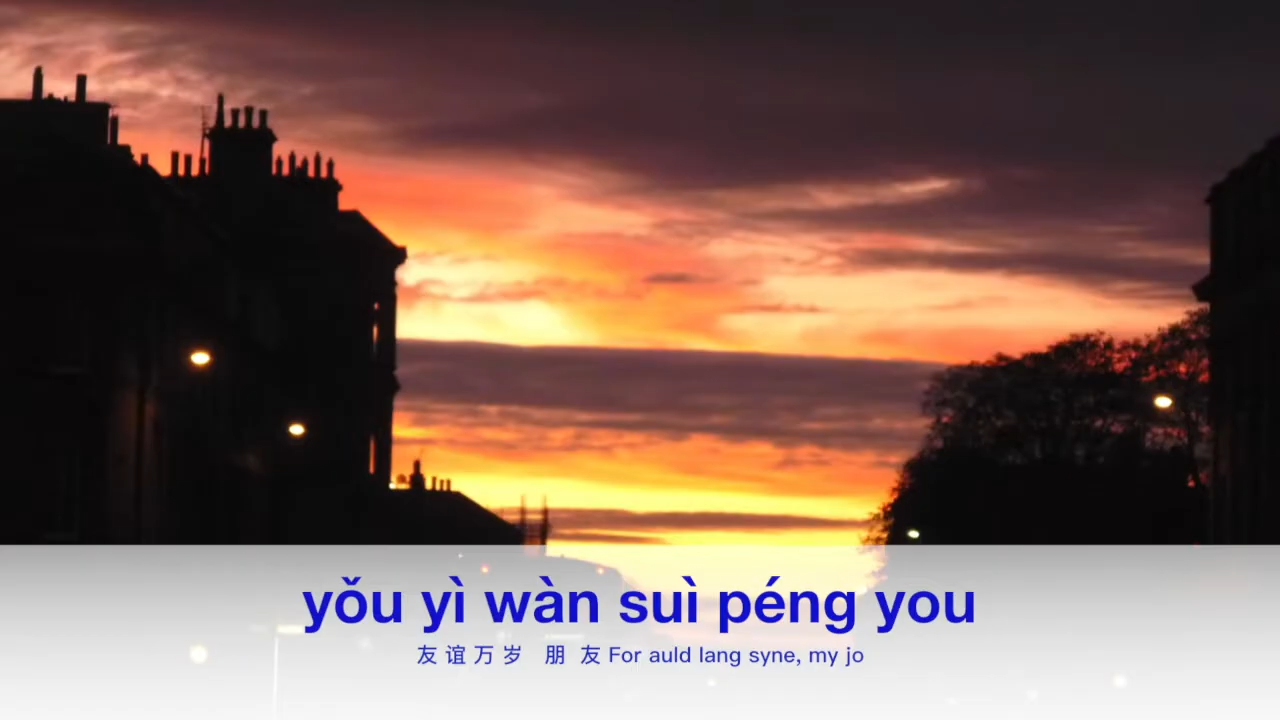 yǒu yì wàn suì péng you
友谊万岁 朋友 For auld lang syne, my jo